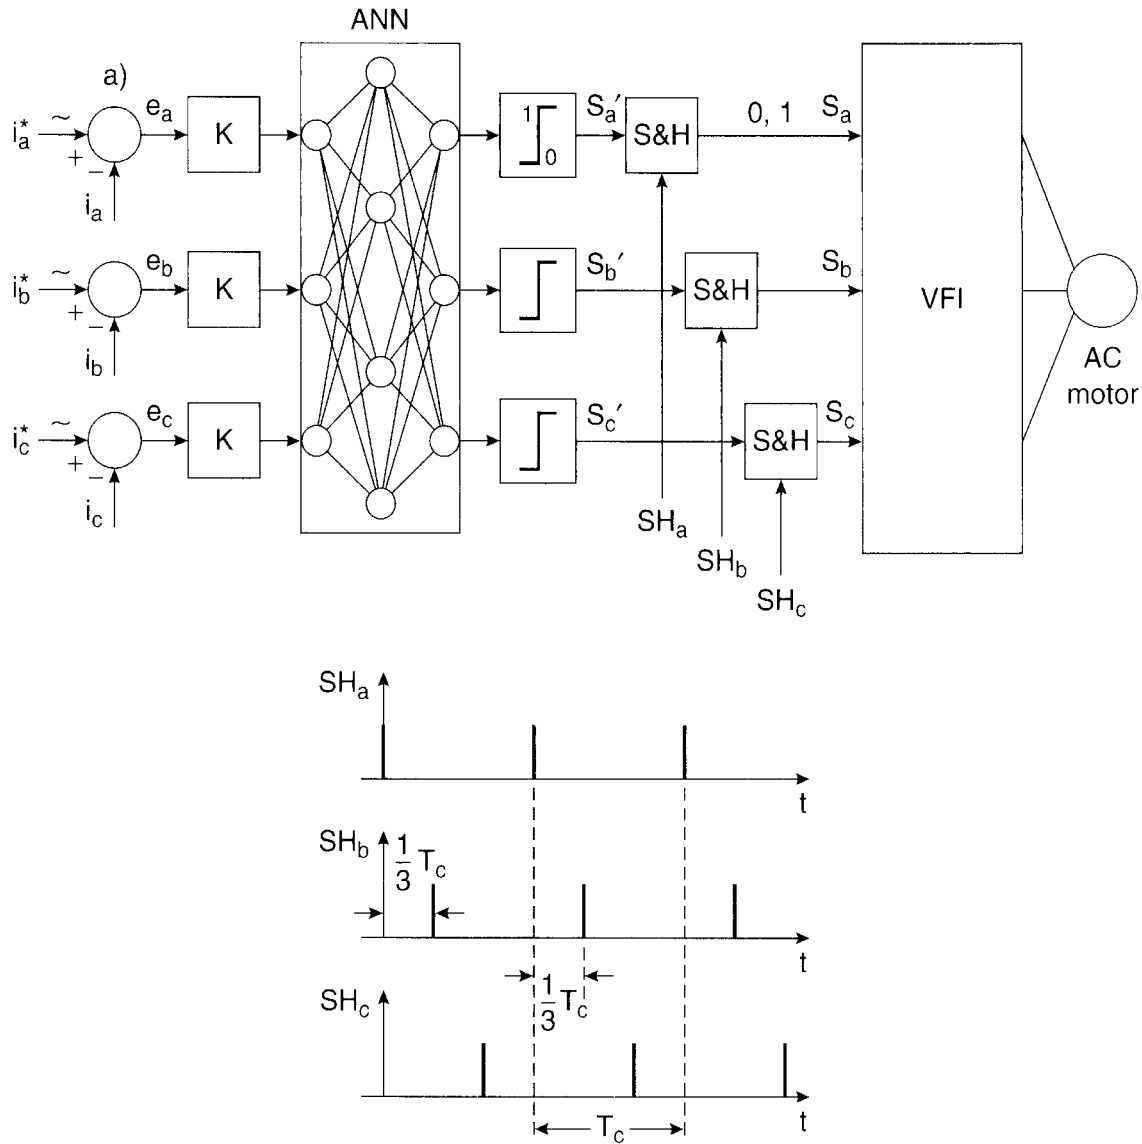 ANN
a)
i*a ~ + − ea K 1 0 Sa′ S&H 0, 1 Sa
ia
i*b ~ + − eb K Sb′ S&H Sb VFI
ib
AC
motor
i*c ~ + − ec K Sc′ S&H Sc
ic
SHa
SHb
SHc
SHa
t
SHb
1/3 Tc
t
1/3 Tc
SHc
t
Tc